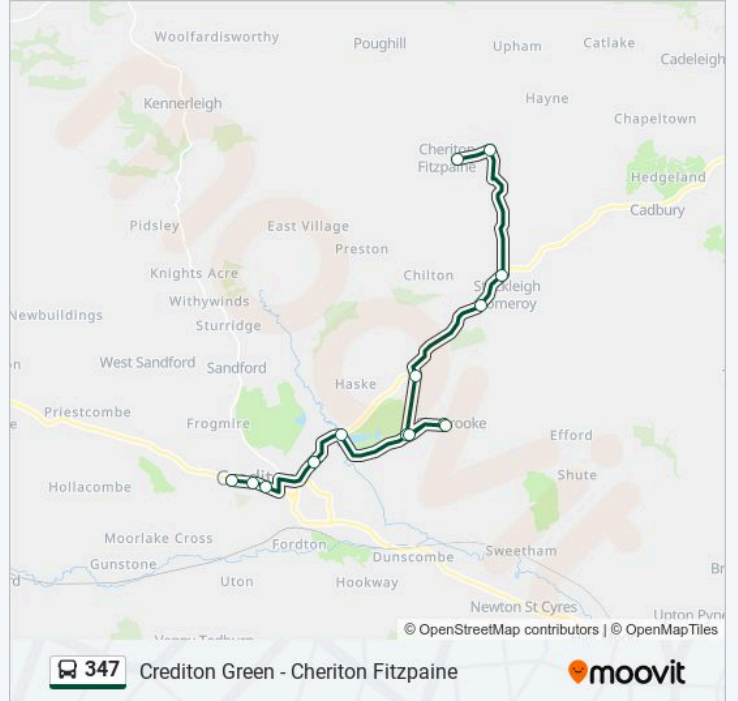 Woolfardisworthy
Poughill
Upham
Catlake
Cadeleigh
Kennerleigh
Hayne
Chapeltown
Cheriton
Fitzpaine
Hedgeland
Cadbury
Pidsley
East Village
Preston
Knights Acre
Chilton
Withywinds
Newbuildings
Sturridge
West Sandford
Sandford
Haske
Priestcombe
Frogmire
Efford
Shute
Hollacombe
Moorlake Cross
Fordton
Dunscombe
Sweetham
Gunstone
Uton
Hookway
Newton St Cyres
© OpenStreetMap contributors | © OpenMapTiles
347 Crediton Green - Cheriton Fitzpaine
moovit